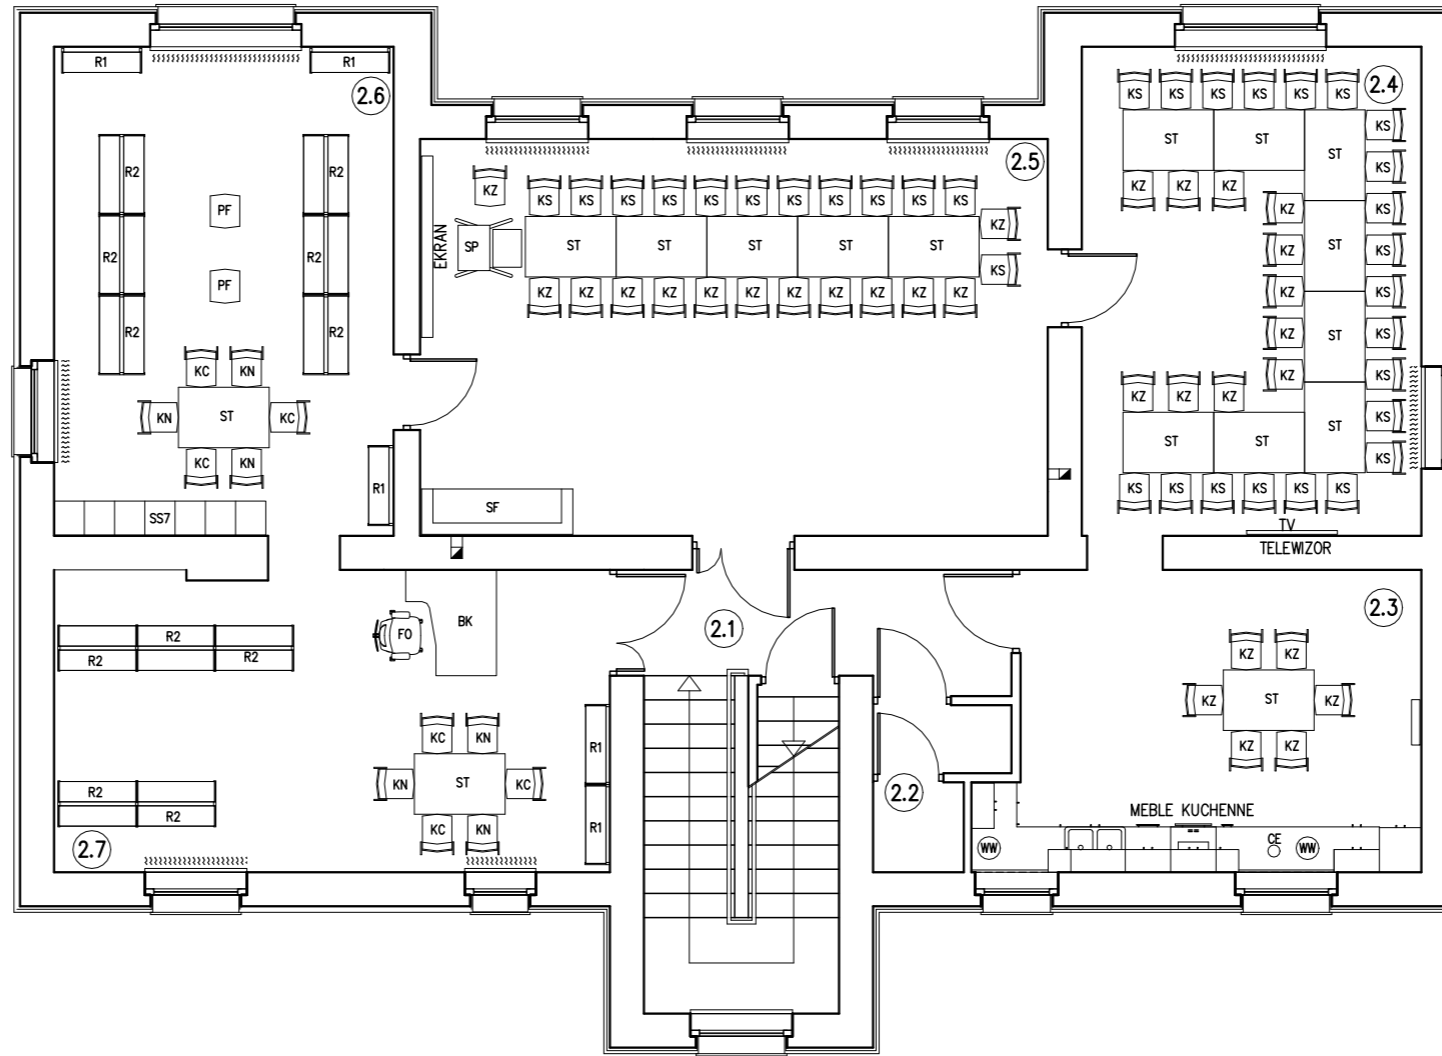 R1 R1
2.6
2.4
KS KS KS KS KS KS
KS
ST ST ST
KS
KZ KZ KZ
2.5
KZ
KS KS KS KS KS KS KS KS KS KS KS
KZ
KZ KS
EKRAN
SP
ST ST ST ST ST
KS
KZ KZ KZ KZ KZ KZ KZ KZ KZ KZ KZ
ST
KZ KS
KZ KS
KZ KS
ST
KZ KS
R2 R2
PF
R2 R2
PF
R2 R2
KC KN
KN ST KC
KC KN
R1
SS7
SF
KZ KZ KZ
KS
ST ST ST
KS
KS KS KS KS KS KS
TV
TELEWIZOR
2.1
2.3
FO
BK
R2
R2 R2
KZ KZ
KZ ST KZ
KZ KZ
KC KN
KN ST KC
KC KN
R1
R1
R2
R2
2.7
2.2
MEBLE KUCHENNE
WW
CE
WW